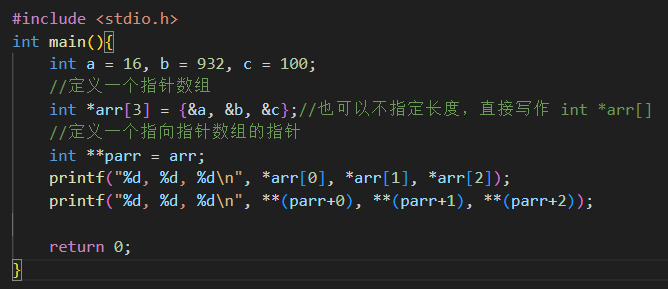 #include <stdio.h>
int main(){
    int a = 16, b = 932, c = 100;
    //定义一个指针数组
    int *arr[3] = {&a, &b, &c};//也可以不指定长度，直接写作 int *arr[]
    //定义一个指向指针数组的指针
    int **parr = arr;
    printf("%d, %d, %d\n", *arr[0], *arr[1], *arr[2]);
    printf("%d, %d, %d\n", **(parr+0), **(parr+1), **(parr+2));
    return 0;
}